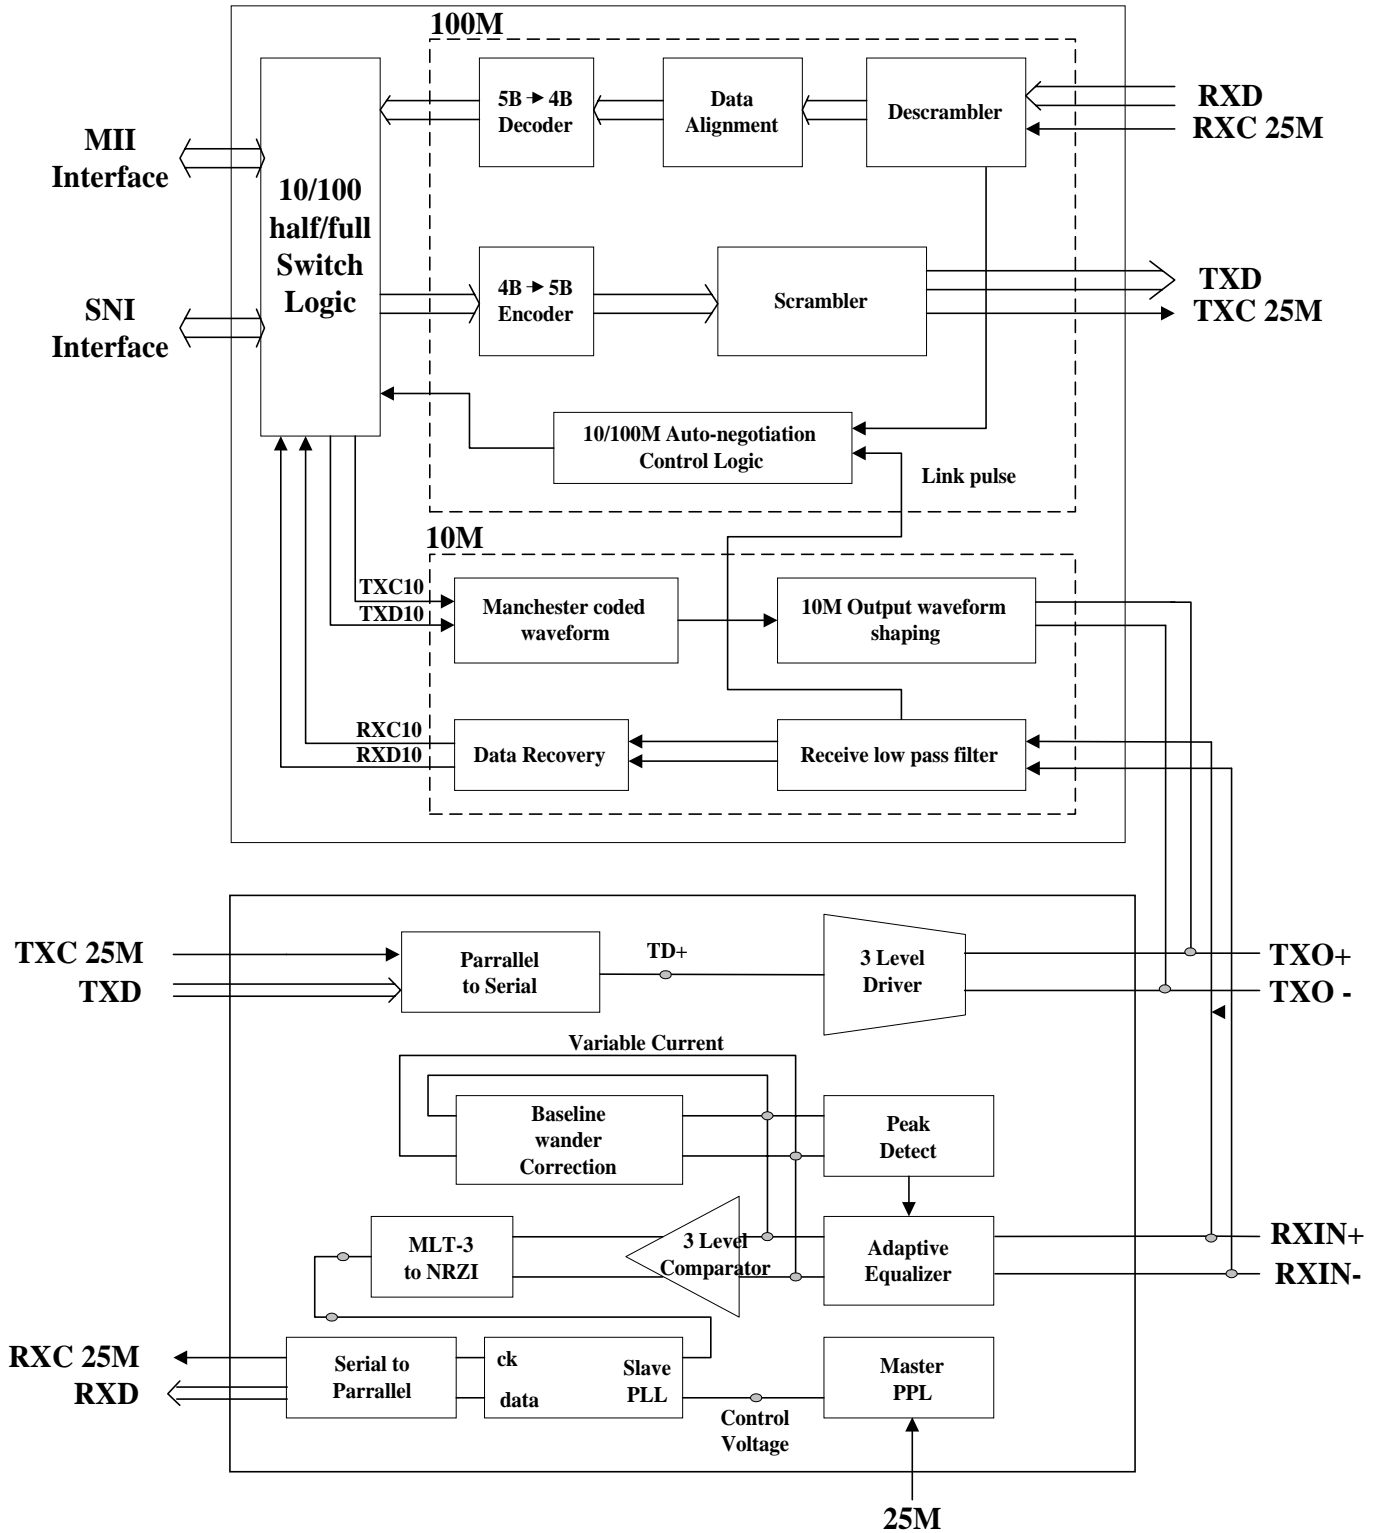 100M
5B → 4B
Decoder
Data
Alignment
Descrambler
RXD
RXC 25M
MII
Interface
10/100
half/full
Switch
Logic
4B → 5B
Encoder
Scrambler
TXD
TXC 25M
SNI
Interface
10/100M Auto-negotiation
Control Logic
Link pulse
10M
TXC10
TXD10
Manchester coded
waveform
10M Output waveform
shaping
RXC10
RXD10
Data Recovery
Receive low pass filter
TXC 25M
TXD
Parrallel
to Serial
TD+
3 Level
Driver
TXO+
TXO -
Variable Current
Baseline
wander
Correction
Peak
Detect
MLT-3
to NRZI
3 Level
Comparator
Adaptive
Equalizer
RXIN+
RXIN-
RXC 25M
RXD
Serial to
Parrallel
ck
data
Slave
PLL
Control
Voltage
Master
PPL
25M